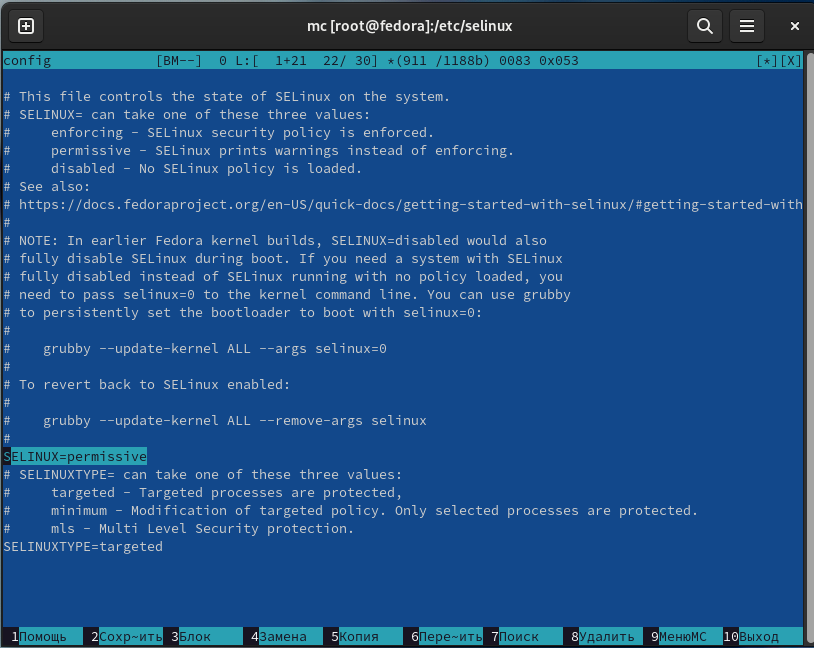 mc [root@fedora]:/etc/selinux
config             [BM--]  0 L:[  1+21  22/ 30] *(911 /1188b) 0083 0x053                      [*][X]
# This file controls the state of SELinux on the system.
# SELINUX= can take one of these three values:
#     enforcing - SELinux security policy is enforced.
#     permissive - SELinux prints warnings instead of enforcing.
#     disabled - No SELinux policy is loaded.
# See also:
# https://docs.fedoraproject.org/en-US/quick-docs/getting-started-with-selinux/#getting-started-with
#
# NOTE: In earlier Fedora kernel builds, SELINUX=disabled would also
# fully disable SELinux during boot. If you need a system with SELinux
# fully disabled instead of SELinux running with no policy loaded, you
# need to pass selinux=0 to the kernel command line. You can use grubby
# to persistently set the bootloader to boot with selinux=0:
#
#    grubby --update-kernel ALL --args selinux=0
#
# To revert back to SELinux enabled:
#
#    grubby --update-kernel ALL --remove-args selinux
#
SELINUX=permissive
# SELINUXTYPE= can take one of these three values:
#     targeted - Targeted processes are protected,
#     minimum - Modification of targeted policy. Only selected processes are protected.
#     mls - Multi Level Security protection.
SELINUXTYPE=targeted
1Помощь  2Сохр~ить 3Блок  4Замена  5Копия  6Пере~ить 7Поиск  8Удалить  9МенюMC  10Выход